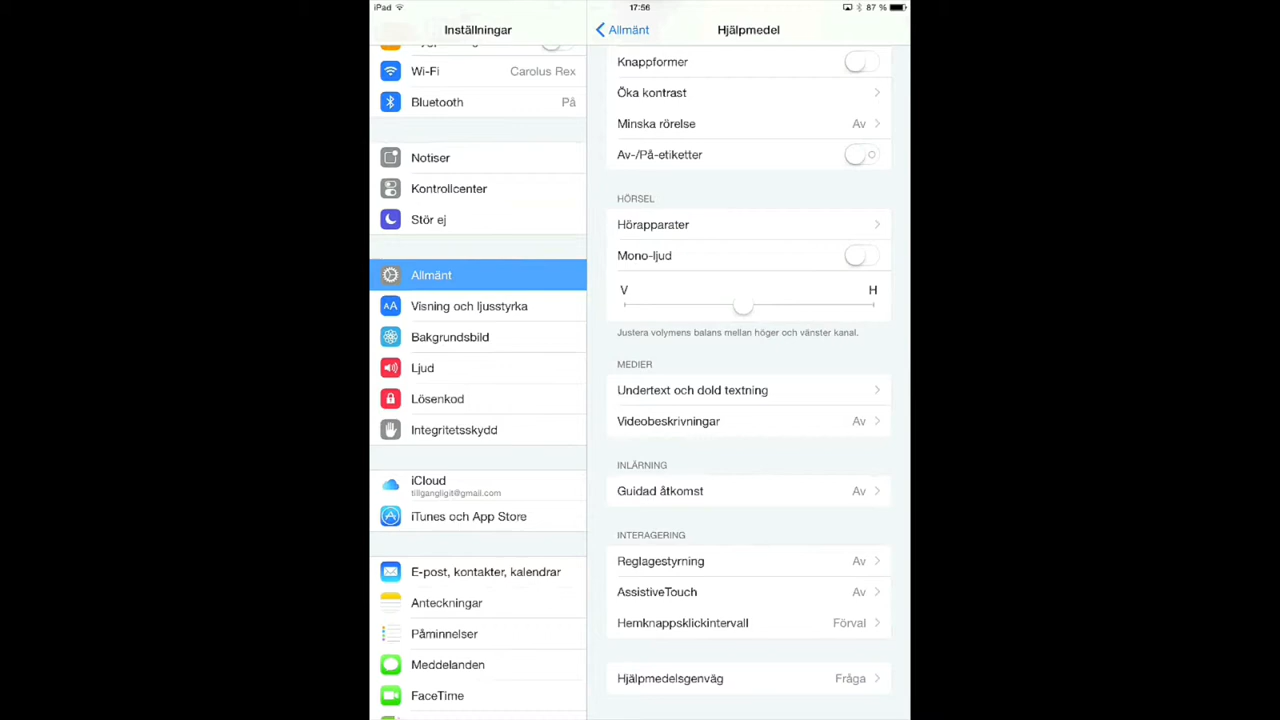 iPad 17:56 87 %
Inställningar
Wi-Fi Carolus Rex
Bluetooth På
Notiser
Kontrollcenter
Stör ej
Allmänt
Visning och ljusstyrka
Bakgrundsbild
Ljud
Lösenkod
Integritetsskydd
iCloud
tillgangligit@gmail.com
iTunes och App Store
E-post, kontakter, kalendrar
Anteckningar
Påminnelser
Meddelanden
FaceTime
Allmänt Hjälpmedel
Knappformer
Öka kontrast
Minska rörelse Av
Av-/På-etiketter
HÖRSEL
Hörapparater
Mono-ljud
V H
Justera volymens balans mellan höger och vänster kanal.
MEDIER
Undertext och dold textning
Videobeskrivningar Av
INLÄRNING
Guidad åtkomst Av
INTERAGERING
Reglagestyrning Av
AssistiveTouch Av
Hemknappsklickintervall Förval
Hjälpmedelsgenväg Fråga